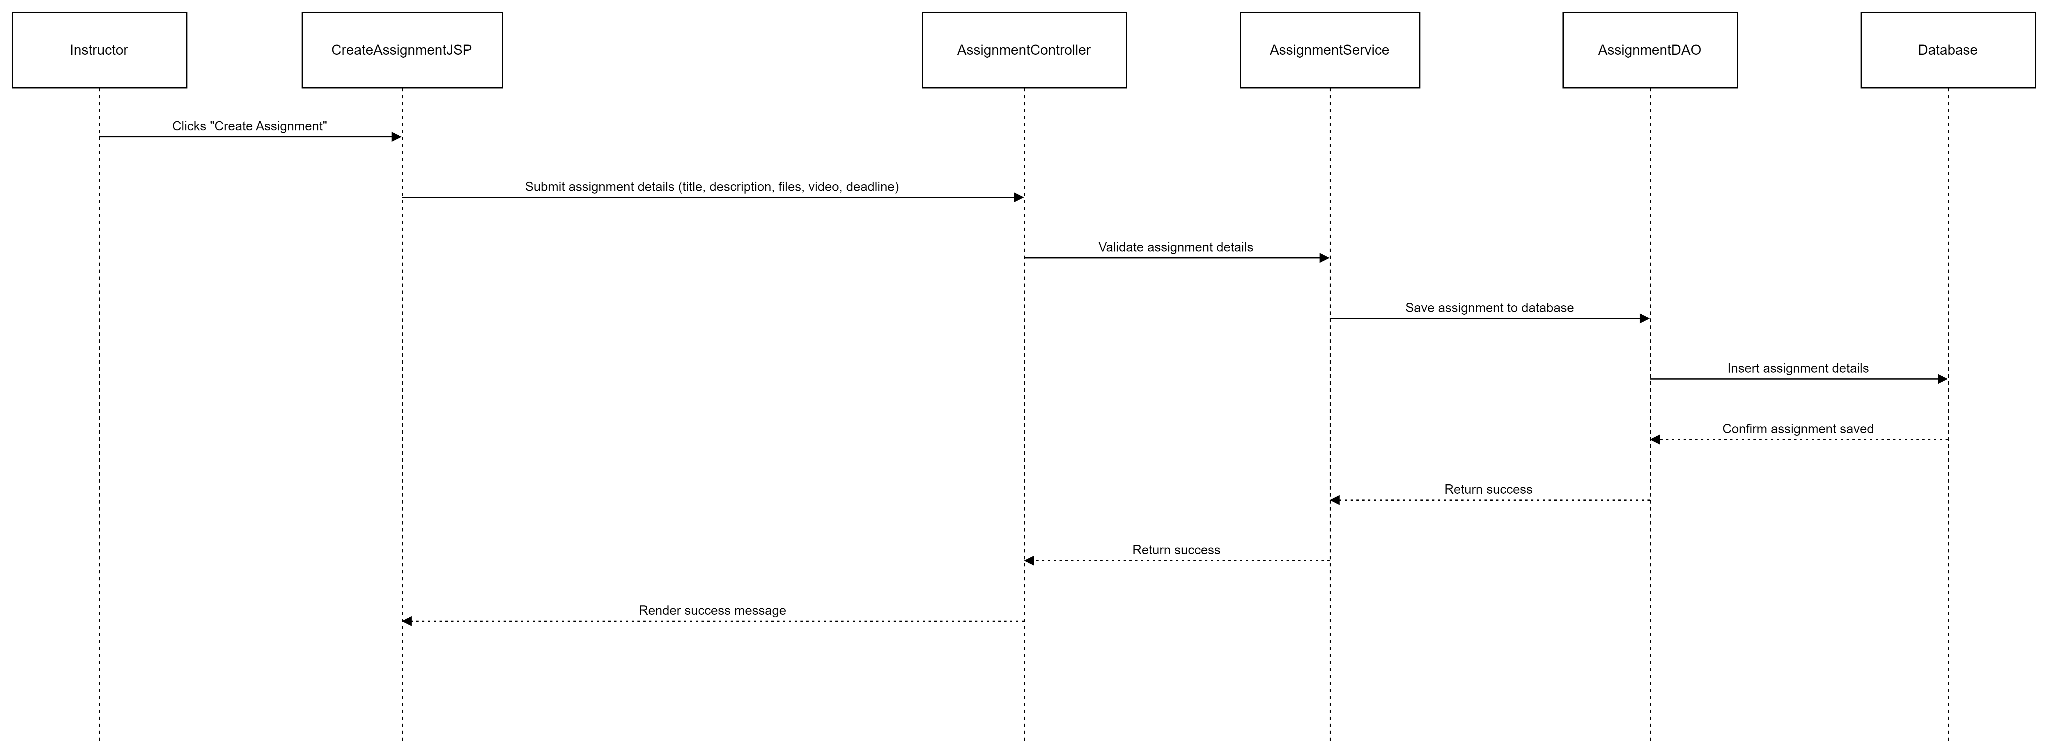 Instructor
CreateAssignmentJSP
AssignmentController
AssignmentService
AssignmentDAO
Database
Clicks "Create Assignment"
Submit assignment details (title, description, files, video, deadline)
Validate assignment details
Save assignment to database
Insert assignment details
Confirm assignment saved
Return success
Return success
Render success message